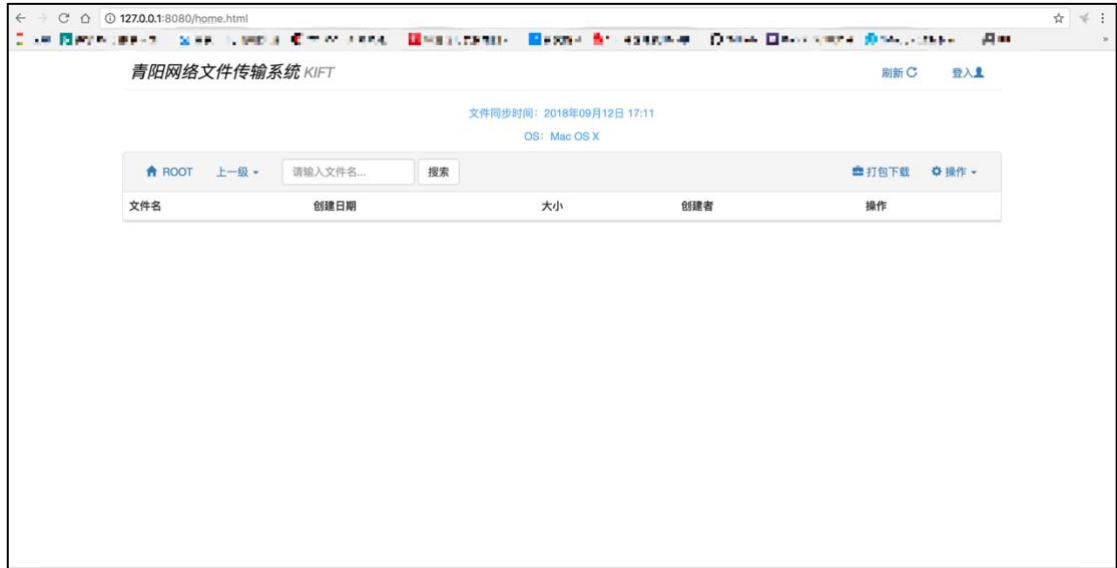 127.0.0.1:8080/home.html
青阳网络文件传输系统 KIFT
刷新 登入
文件同步时间：2018年09月12日 17:11
OS：Mac OS X
ROOT 上一级 请输入文件名... 搜索 打包下载 操作
文件名 创建日期 大小 创建者 操作